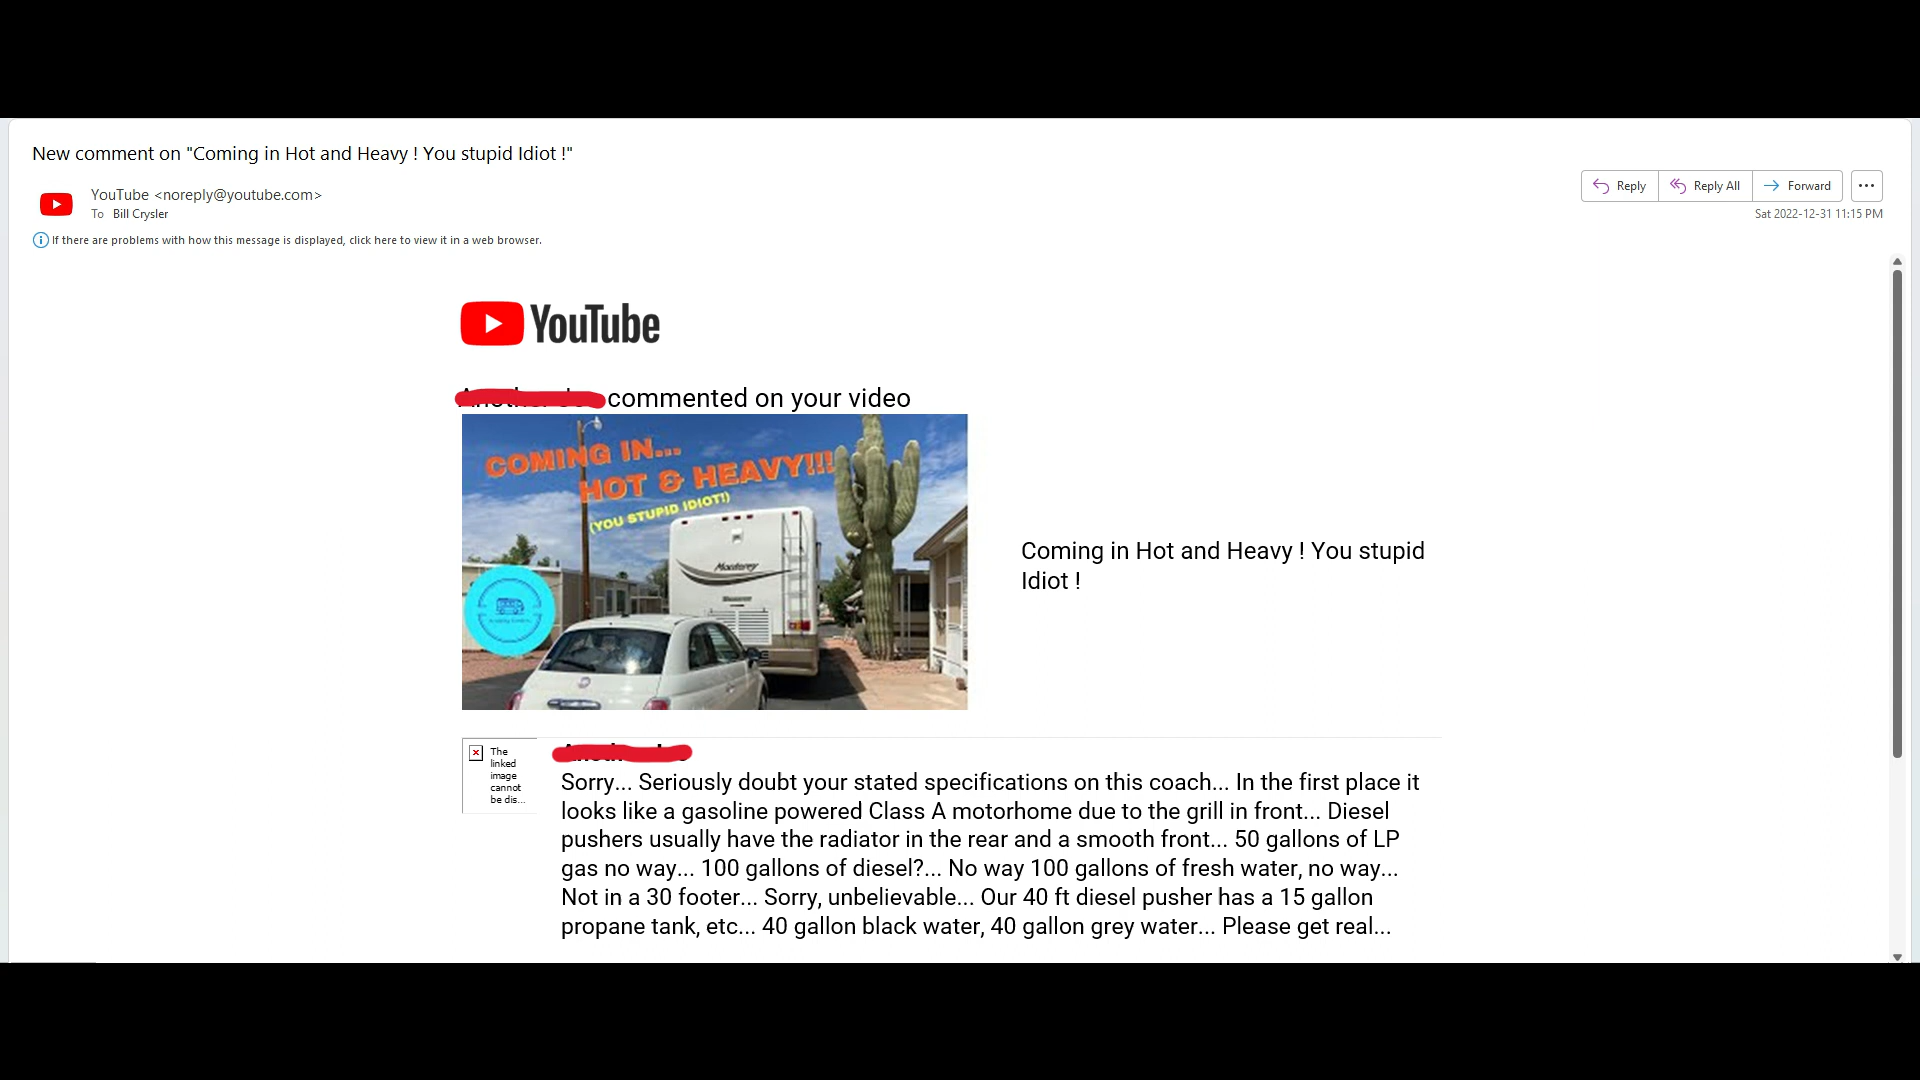 New comment on "Coming in Hot and Heavy ! You stupid Idiot !"
YouTube <noreply@youtube.com>
To Bill Crysler
If there are problems with how this message is displayed, click here to view it in a web browser.
Reply
Reply All
Forward
Sat 2022-12-31 11:15 PM
YouTube
commented on your video
COMING IN...
HOT & HEAVY!!!
(YOU STUPID IDIOT!)
Monterey
Coming in Hot and Heavy ! You stupid
Idiot !
The
linked
image
cannot
be dis...
Sorry... Seriously doubt your stated specifications on this coach... In the first place it
looks like a gasoline powered Class A motorhome due to the grill in front... Diesel
pushers usually have the radiator in the rear and a smooth front... 50 gallons of LP
gas no way... 100 gallons of diesel?... No way 100 gallons of fresh water, no way...
Not in a 30 footer... Sorry, unbelievable... Our 40 ft diesel pusher has a 15 gallon
propane tank, etc... 40 gallon black water, 40 gallon grey water... Please get real...